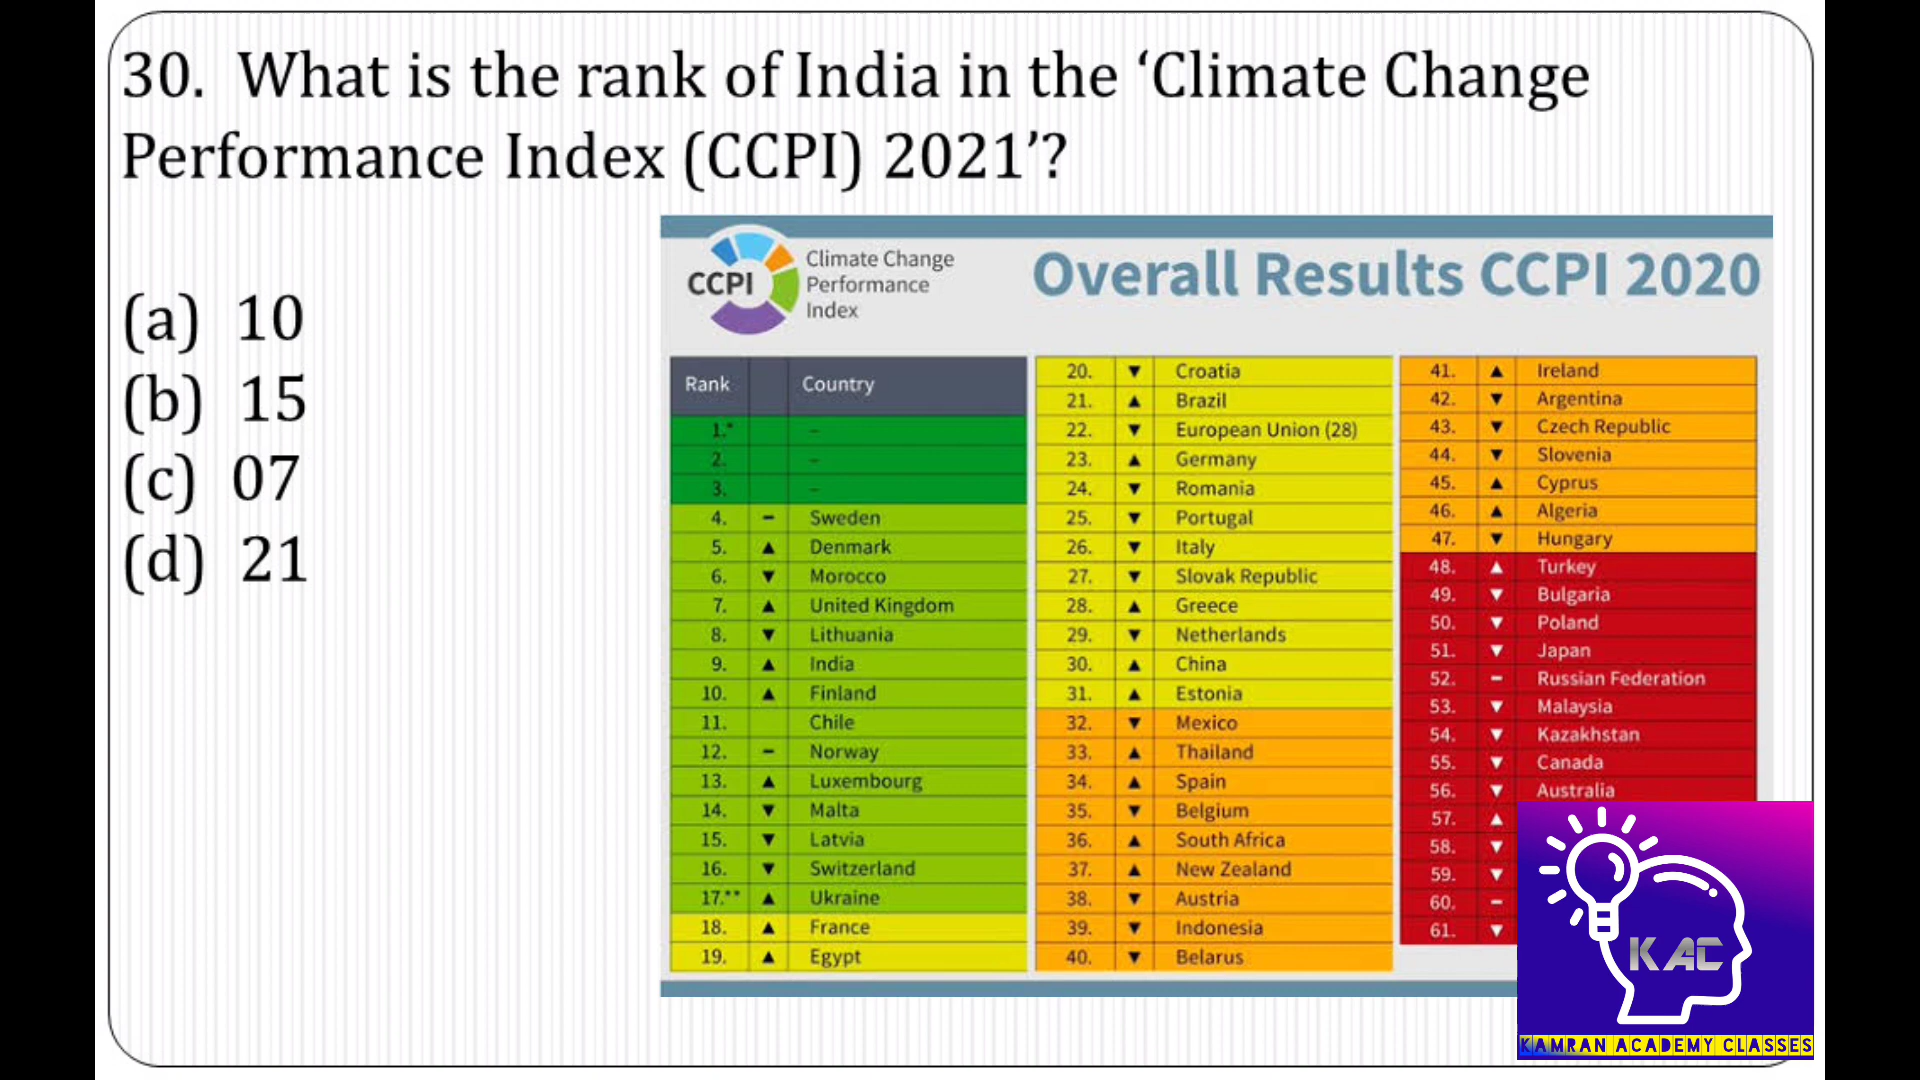 30. What is the rank of India in the ‘Climate Change
Performance Index (CCPI) 2021’?
(a) 10
(b) 15
(c) 07
(d) 21
CCPI
Climate Change
Performance
Index
Overall Results CCPI 2020
Rank Country
1.* –
2. –
3. –
4. – Sweden
5. ▲ Denmark
6. ▼ Morocco
7. ▲ United Kingdom
8. ▼ Lithuania
9. ▲ India
10. ▲ Finland
11. Chile
12. – Norway
13. ▲ Luxembourg
14. ▼ Malta
15. ▼ Latvia
16. ▼ Switzerland
17.** ▲ Ukraine
18. ▲ France
19. ▲ Egypt
20. ▼ Croatia
21. ▲ Brazil
22. ▼ European Union (28)
23. ▲ Germany
24. ▼ Romania
25. ▼ Portugal
26. ▼ Italy
27. ▼ Slovak Republic
28. ▲ Greece
29. ▼ Netherlands
30. ▲ China
31. ▲ Estonia
32. ▼ Mexico
33. ▲ Thailand
34. ▲ Spain
35. ▼ Belgium
36. ▲ South Africa
37. ▲ New Zealand
38. ▼ Austria
39. ▼ Indonesia
40. ▼ Belarus
41. ▲ Ireland
42. ▼ Argentina
43. ▼ Czech Republic
44. ▼ Slovenia
45. ▲ Cyprus
46. ▲ Algeria
47. ▼ Hungary
48. ▲ Turkey
49. ▼ Bulgaria
50. ▼ Poland
51. ▼ Japan
52. – Russian Federation
53. ▼ Malaysia
54. ▼ Kazakhstan
55. ▼ Canada
56. ▼ Australia
57. ▲
58. ▼
59. ▼
60. –
61. ▼
KAC
KAMRAN ACADEMY CLASSES